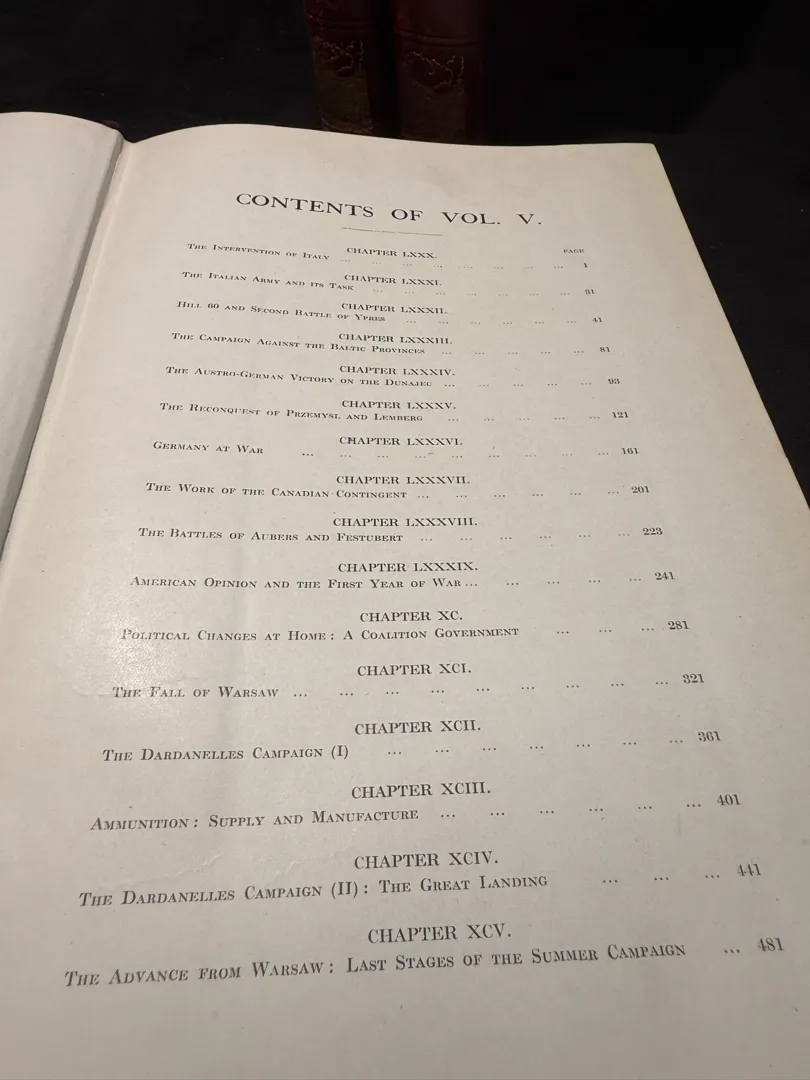 CONTENTS OF VOL. V.
CHAPTER LXXX. PAGE
The Intervention of Italy ... ... ... ... ... ... 1
CHAPTER LXXXI.
The Italian Army and its Task ... ... ... ... ... 31
CHAPTER LXXXII.
Hill 60 and Second Battle of Ypres ... ... ... ... ... 41
CHAPTER LXXXIII.
The Campaign Against the Baltic Provinces ... ... ... ... 81
CHAPTER LXXXIV.
The Austro-German Victory on the Dunajec ... ... ... ... 93
CHAPTER LXXXV.
The Reconquest of Przemysl and Lemberg ... ... ... ... 121
CHAPTER LXXXVI.
Germany at War ... ... ... ... ... ... ... ... 161
CHAPTER LXXXVII.
The Work of the Canadian Contingent ... ... ... ... ... 201
CHAPTER LXXXVIII.
The Battles of Aubers and Festubert ... ... ... ... ... 223
CHAPTER LXXXIX.
American Opinion and the First Year of War ... ... ... ... 241
CHAPTER XC.
Political Changes at Home: A Coalition Government ... ... ... 281
CHAPTER XCI.
The Fall of Warsaw ... ... ... ... ... ... ... ... 321
CHAPTER XCII.
The Dardanelles Campaign (I) ... ... ... ... ... ... 361
CHAPTER XCIII.
Ammunition: Supply and Manufacture ... ... ... ... ... ... 401
CHAPTER XCIV.
The Dardanelles Campaign (II): The Great Landing ... ... ... 441
CHAPTER XCV.
The Advance from Warsaw: Last Stages of the Summer Campaign ... 481